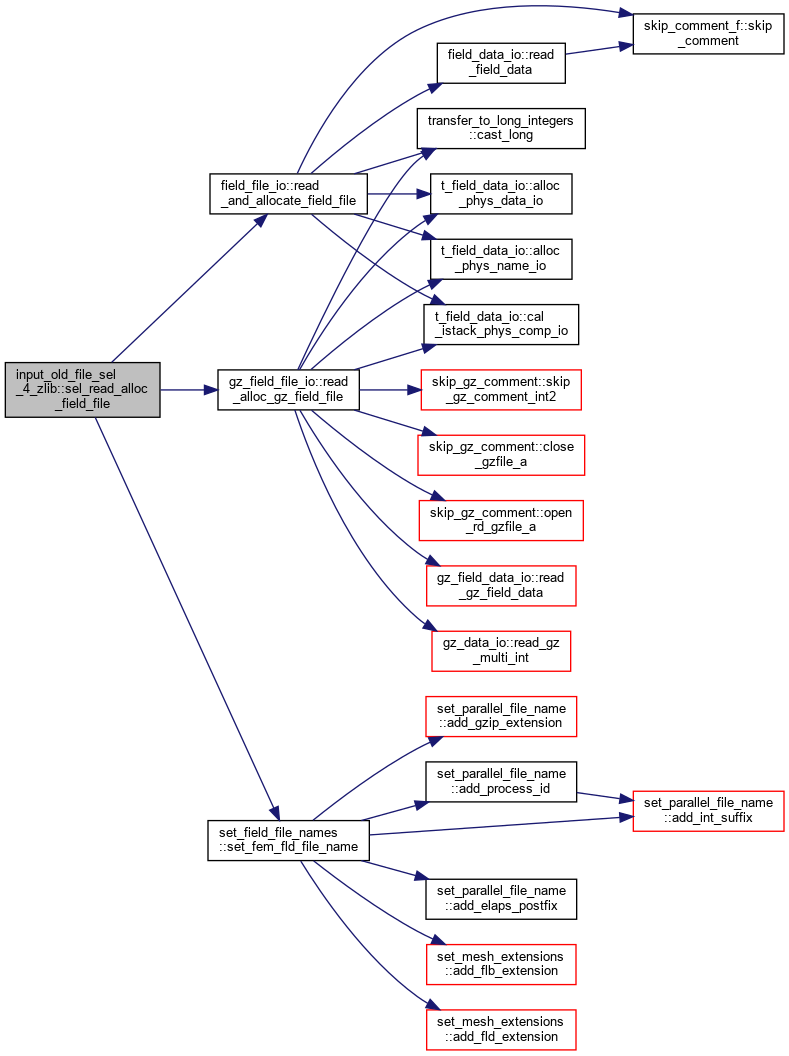 skip_comment_f::skip
_comment
field_data_io::read
_field_data
transfer_to_long_integers
::cast_long
field_file_io::read
_and_allocate_field_file
t_field_data_io::alloc
_phys_data_io
t_field_data_io::alloc
_phys_name_io
t_field_data_io::cal
_istack_phys_comp_io
input_old_file_sel
_4_zlib::sel_read_alloc
_field_file
gz_field_file_io::read
_alloc_gz_field_file
skip_gz_comment::skip
_gz_comment_int2
skip_gz_comment::close
_gzfile_a
skip_gz_comment::open
_rd_gzfile_a
gz_field_data_io::read
_gz_field_data
gz_data_io::read_gz
_multi_int
set_parallel_file_name
::add_gzip_extension
set_parallel_file_name
::add_process_id
set_parallel_file_name
::add_int_suffix
set_field_file_names
::set_fem_fld_file_name
set_parallel_file_name
::add_elaps_postfix
set_mesh_extensions
::add_flb_extension
set_mesh_extensions
::add_fld_extension